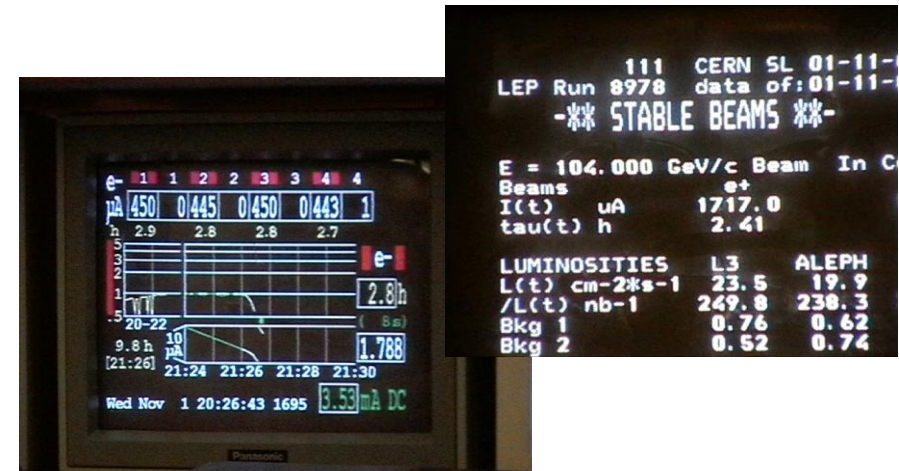 e- 1 1 2 2 3 3 4 4
µA 450 0 445 0 450 0 443 1
h 2.9 2.8 2.8 2.7
5
3
2
1
.5
e-
2.8 h
( 8s)
1.788
20-22
9.8 h
[21:26]
10
µA
21:24 21:26 21:28 21:30
Wed Nov 1 20:26:43 1695 3.53 mA DC
Panasonic
111 CERN SL 01-11-
LEP Run 8978 data of:01-11-
-** STABLE BEAMS **-
E = 104.000 GeV/c Beam In
Beams e+
I(t) uA 1717.0
tau(t) h 2.41
LUMINOSITIES L3 ALEPH
L(t) cm-2*s-1 23.5 19.9
/L(t) nb-1 249.8 238.3
Bkg 1 0.76 0.62
Bkg 2 0.52 0.74